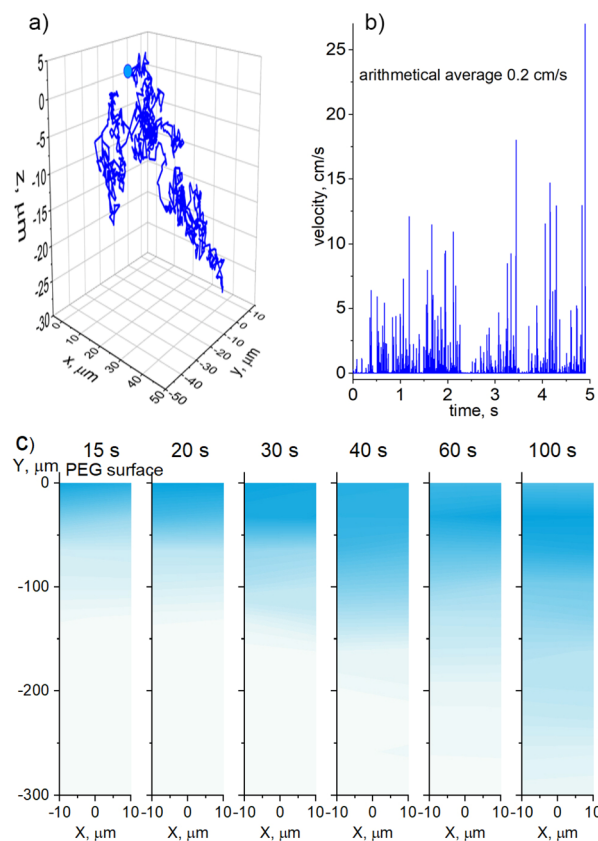 a)
5
0
-5
-10
-15
-20
-25
-30
z, µm
0
10
20
30
40
50
x, µm
10
0
-10
-20
-30
-40
-50
y, µm
b)
arithmetical average 0.2 cm/s
25
20
15
10
5
0
velocity, cm/s
0 1 2 3 4 5
time, s
c)
15 s 20 s 30 s 40 s 60 s 100 s
Y, µm PEG surface
0
-100
-200
-300
-10 0 10 -10 0 10 -10 0 10 -10 0 10 -10 0 10 -10 0 10
X, µm X, µm X, µm X, µm X, µm X, µm